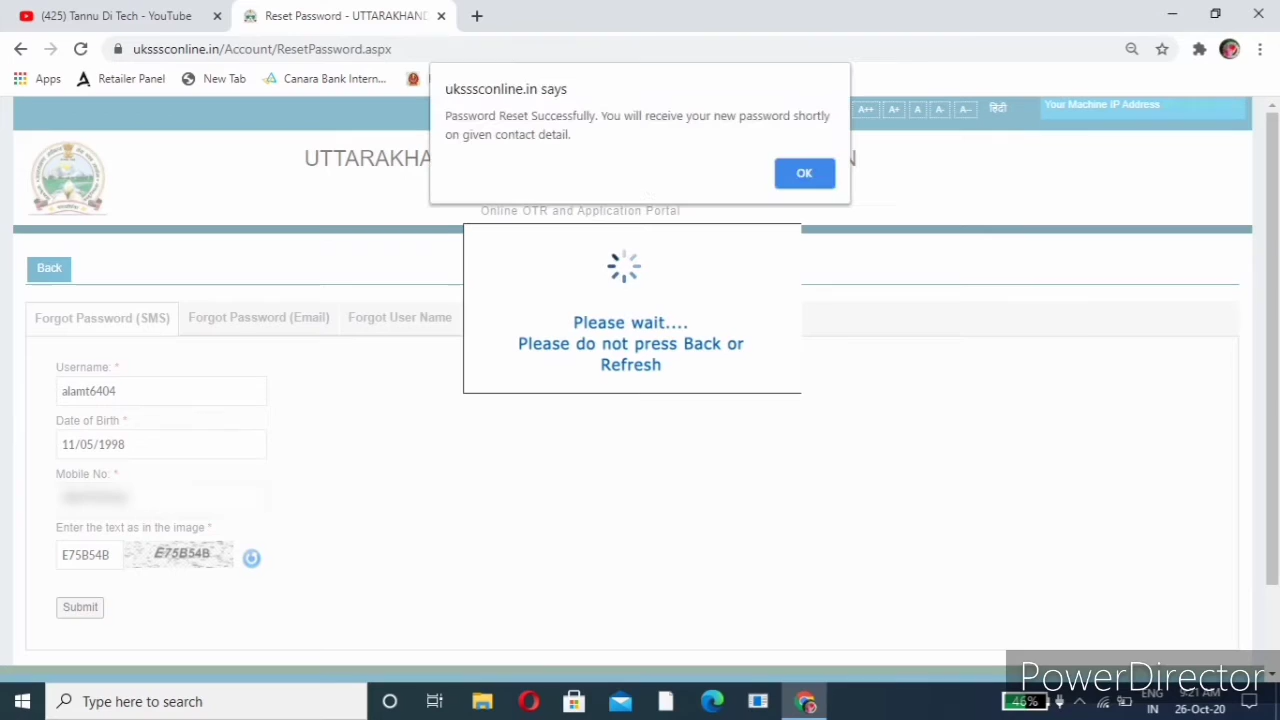 (425) Tannu Di Tech - YouTube
Reset Password - UTTARAKHAND
uksssconline.in/Account/ResetPassword.aspx
Apps
Retailer Panel
New Tab
Canara Bank Intern...
uksssconline.in says
Password Reset Successfully. You will receive your new password shortly
on given contact detail.
OK
A++
A+
A
A-
A--
हिंदी
Your Machine IP Address
UTTARAKHA
N
Online OTR and Application Portal
Please wait....
Please do not press Back or
Refresh
Back
Forgot Password (SMS)
Forgot Password (Email)
Forgot User Name
Username: *
alamt6404
Date of Birth *
11/05/1998
Mobile No: *
Enter the text as in the image *
E75B54B
E75B54B
Submit
PowerDirector
Type here to search
46%
ENG
9:21 AM
IN
26-Oct-20